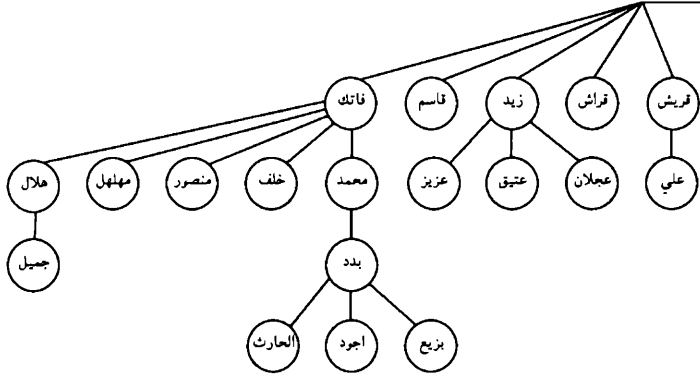 قريش قراش زيد قاسم فاتك
علي عجلان عتيق عزيز محمد خلف منصور مهلهل هلال
بدد جميل
بزيع اجود الحارث